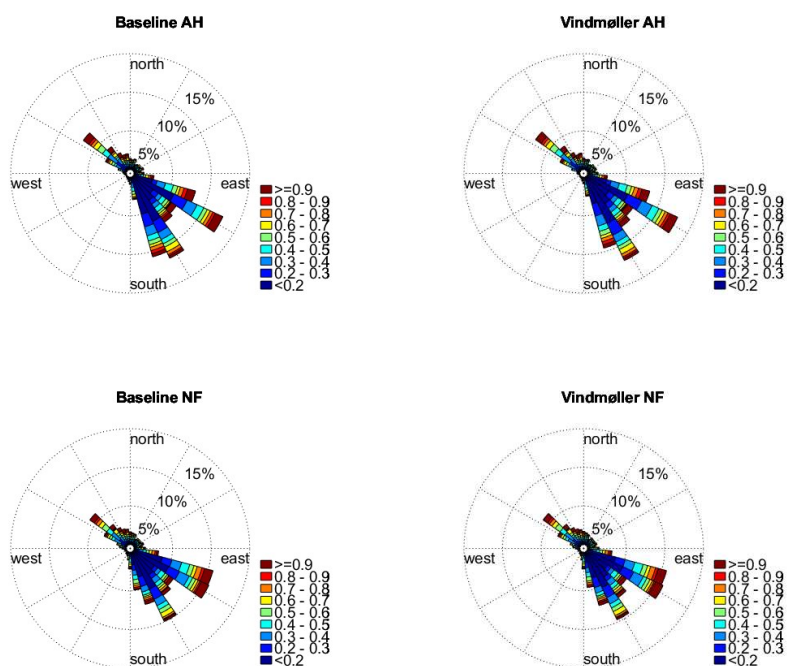 Baseline AH
north
15%
10%
5%
west
east
south
>=0.9
0.8 - 0.9
0.7 - 0.8
0.6 - 0.7
0.5 - 0.6
0.4 - 0.5
0.3 - 0.4
0.2 - 0.3
<0.2
Vindmøller AH
north
15%
10%
5%
west
east
south
>=0.9
0.8 - 0.9
0.7 - 0.8
0.6 - 0.7
0.5 - 0.6
0.4 - 0.5
0.3 - 0.4
0.2 - 0.3
<0.2
Baseline NF
north
15%
10%
5%
west
east
south
>=0.9
0.8 - 0.9
0.7 - 0.8
0.6 - 0.7
0.5 - 0.6
0.4 - 0.5
0.3 - 0.4
0.2 - 0.3
<0.2
Vindmøller NF
north
15%
10%
5%
west
east
south
>=0.9
0.8 - 0.9
0.7 - 0.8
0.6 - 0.7
0.5 - 0.6
0.4 - 0.5
0.3 - 0.4
0.2 - 0.3
<0.2